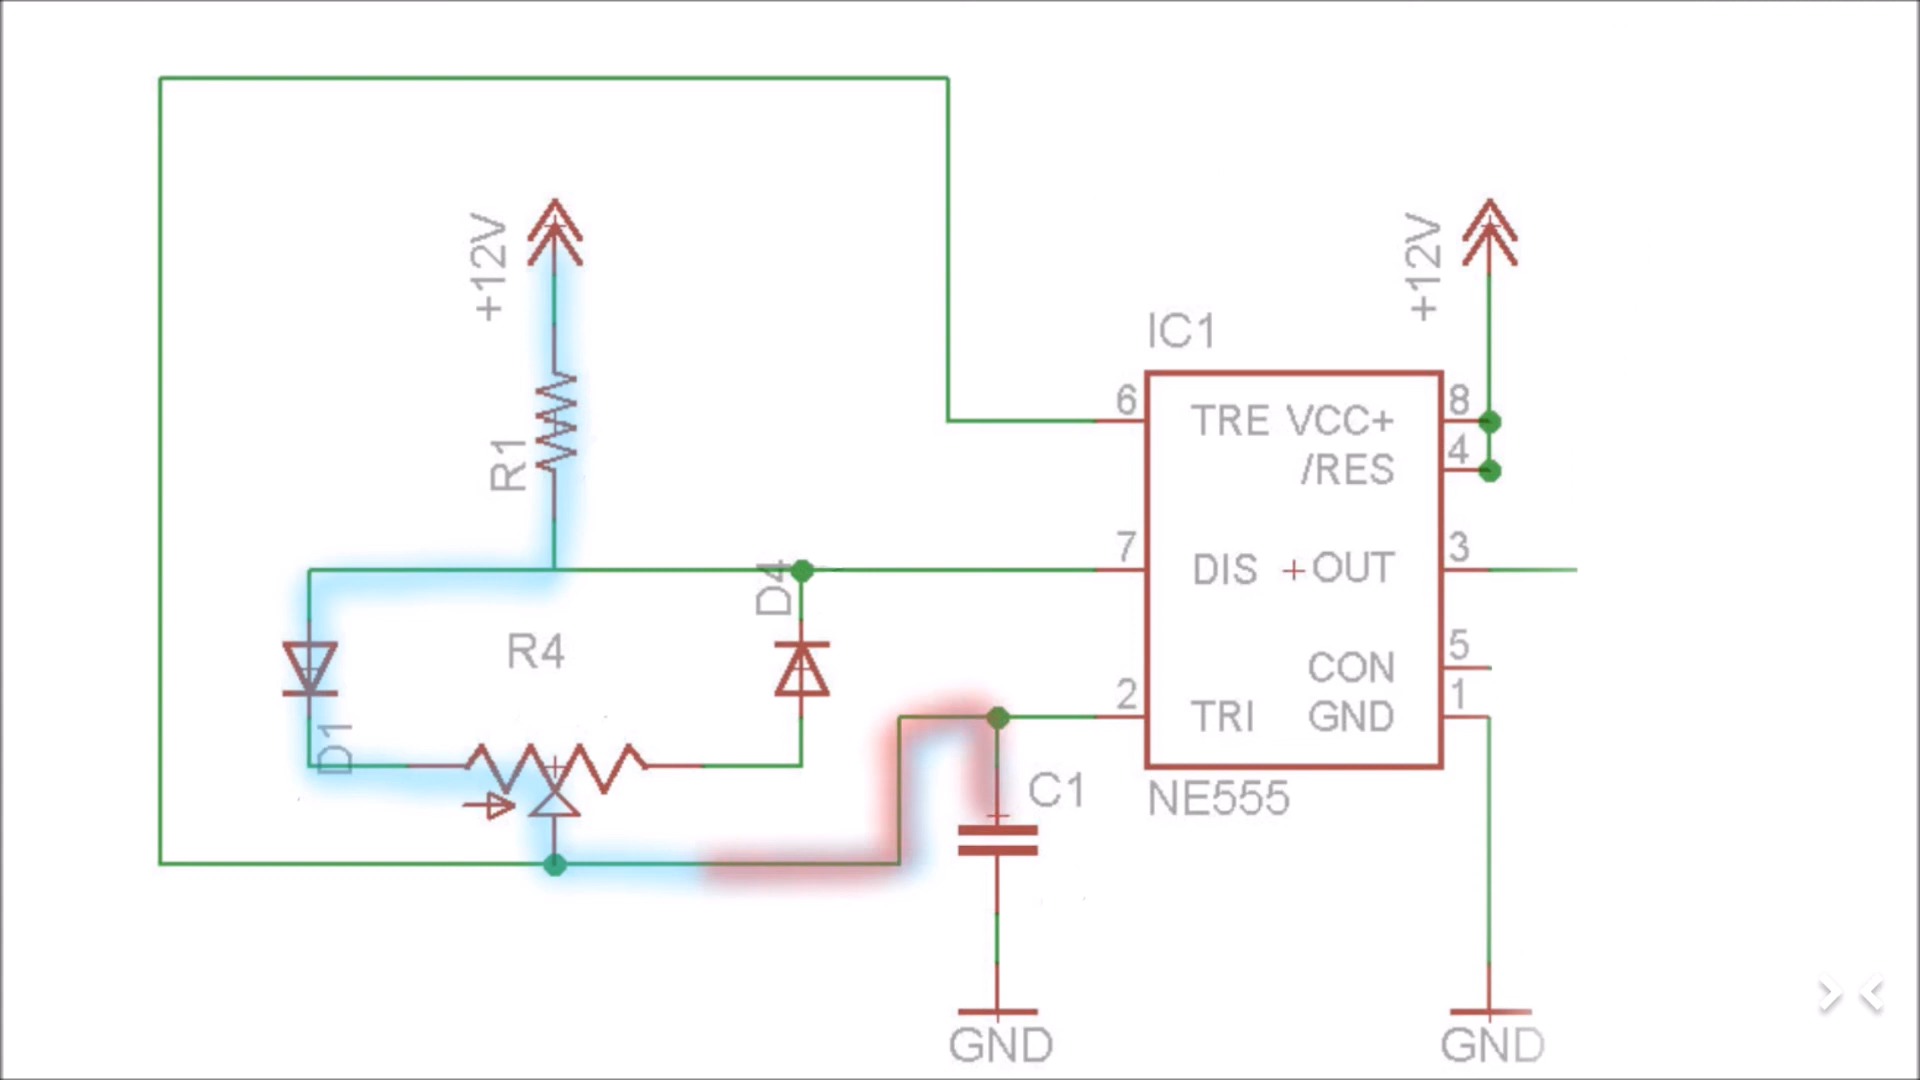 +12V
+12V
IC1
6
TRE VCC+
8
/RES
4
R1
7
DIS +OUT
3
D4
R4
CON
5
2
TRI GND
1
D1
C1
NE555
GND
GND